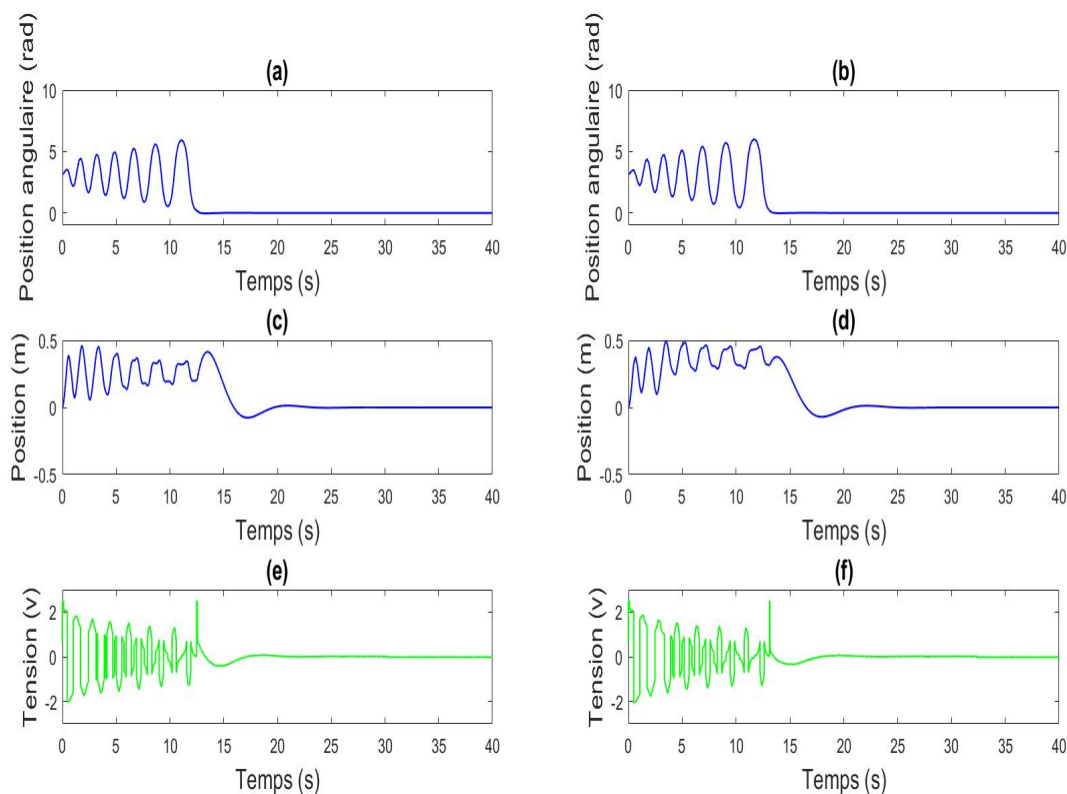 (a)
Position angulaire (rad)
10
5
0
0 5 10 15 20 25 30 35 40
Temps (s)
(b)
Position angulaire (rad)
10
5
0
0 5 10 15 20 25 30 35 40
Temps (s)
(c)
Position (m)
0.5
0
-0.5
0 5 10 15 20 25 30 35 40
Temps (s)
(d)
Position (m)
0.5
0
-0.5
0 5 10 15 20 25 30 35 40
Temps (s)
(e)
Tension (v)
2
0
-2
0 5 10 15 20 25 30 35 40
Temps (s)
(f)
Tension (v)
2
0
-2
0 5 10 15 20 25 30 35 40
Temps (s)